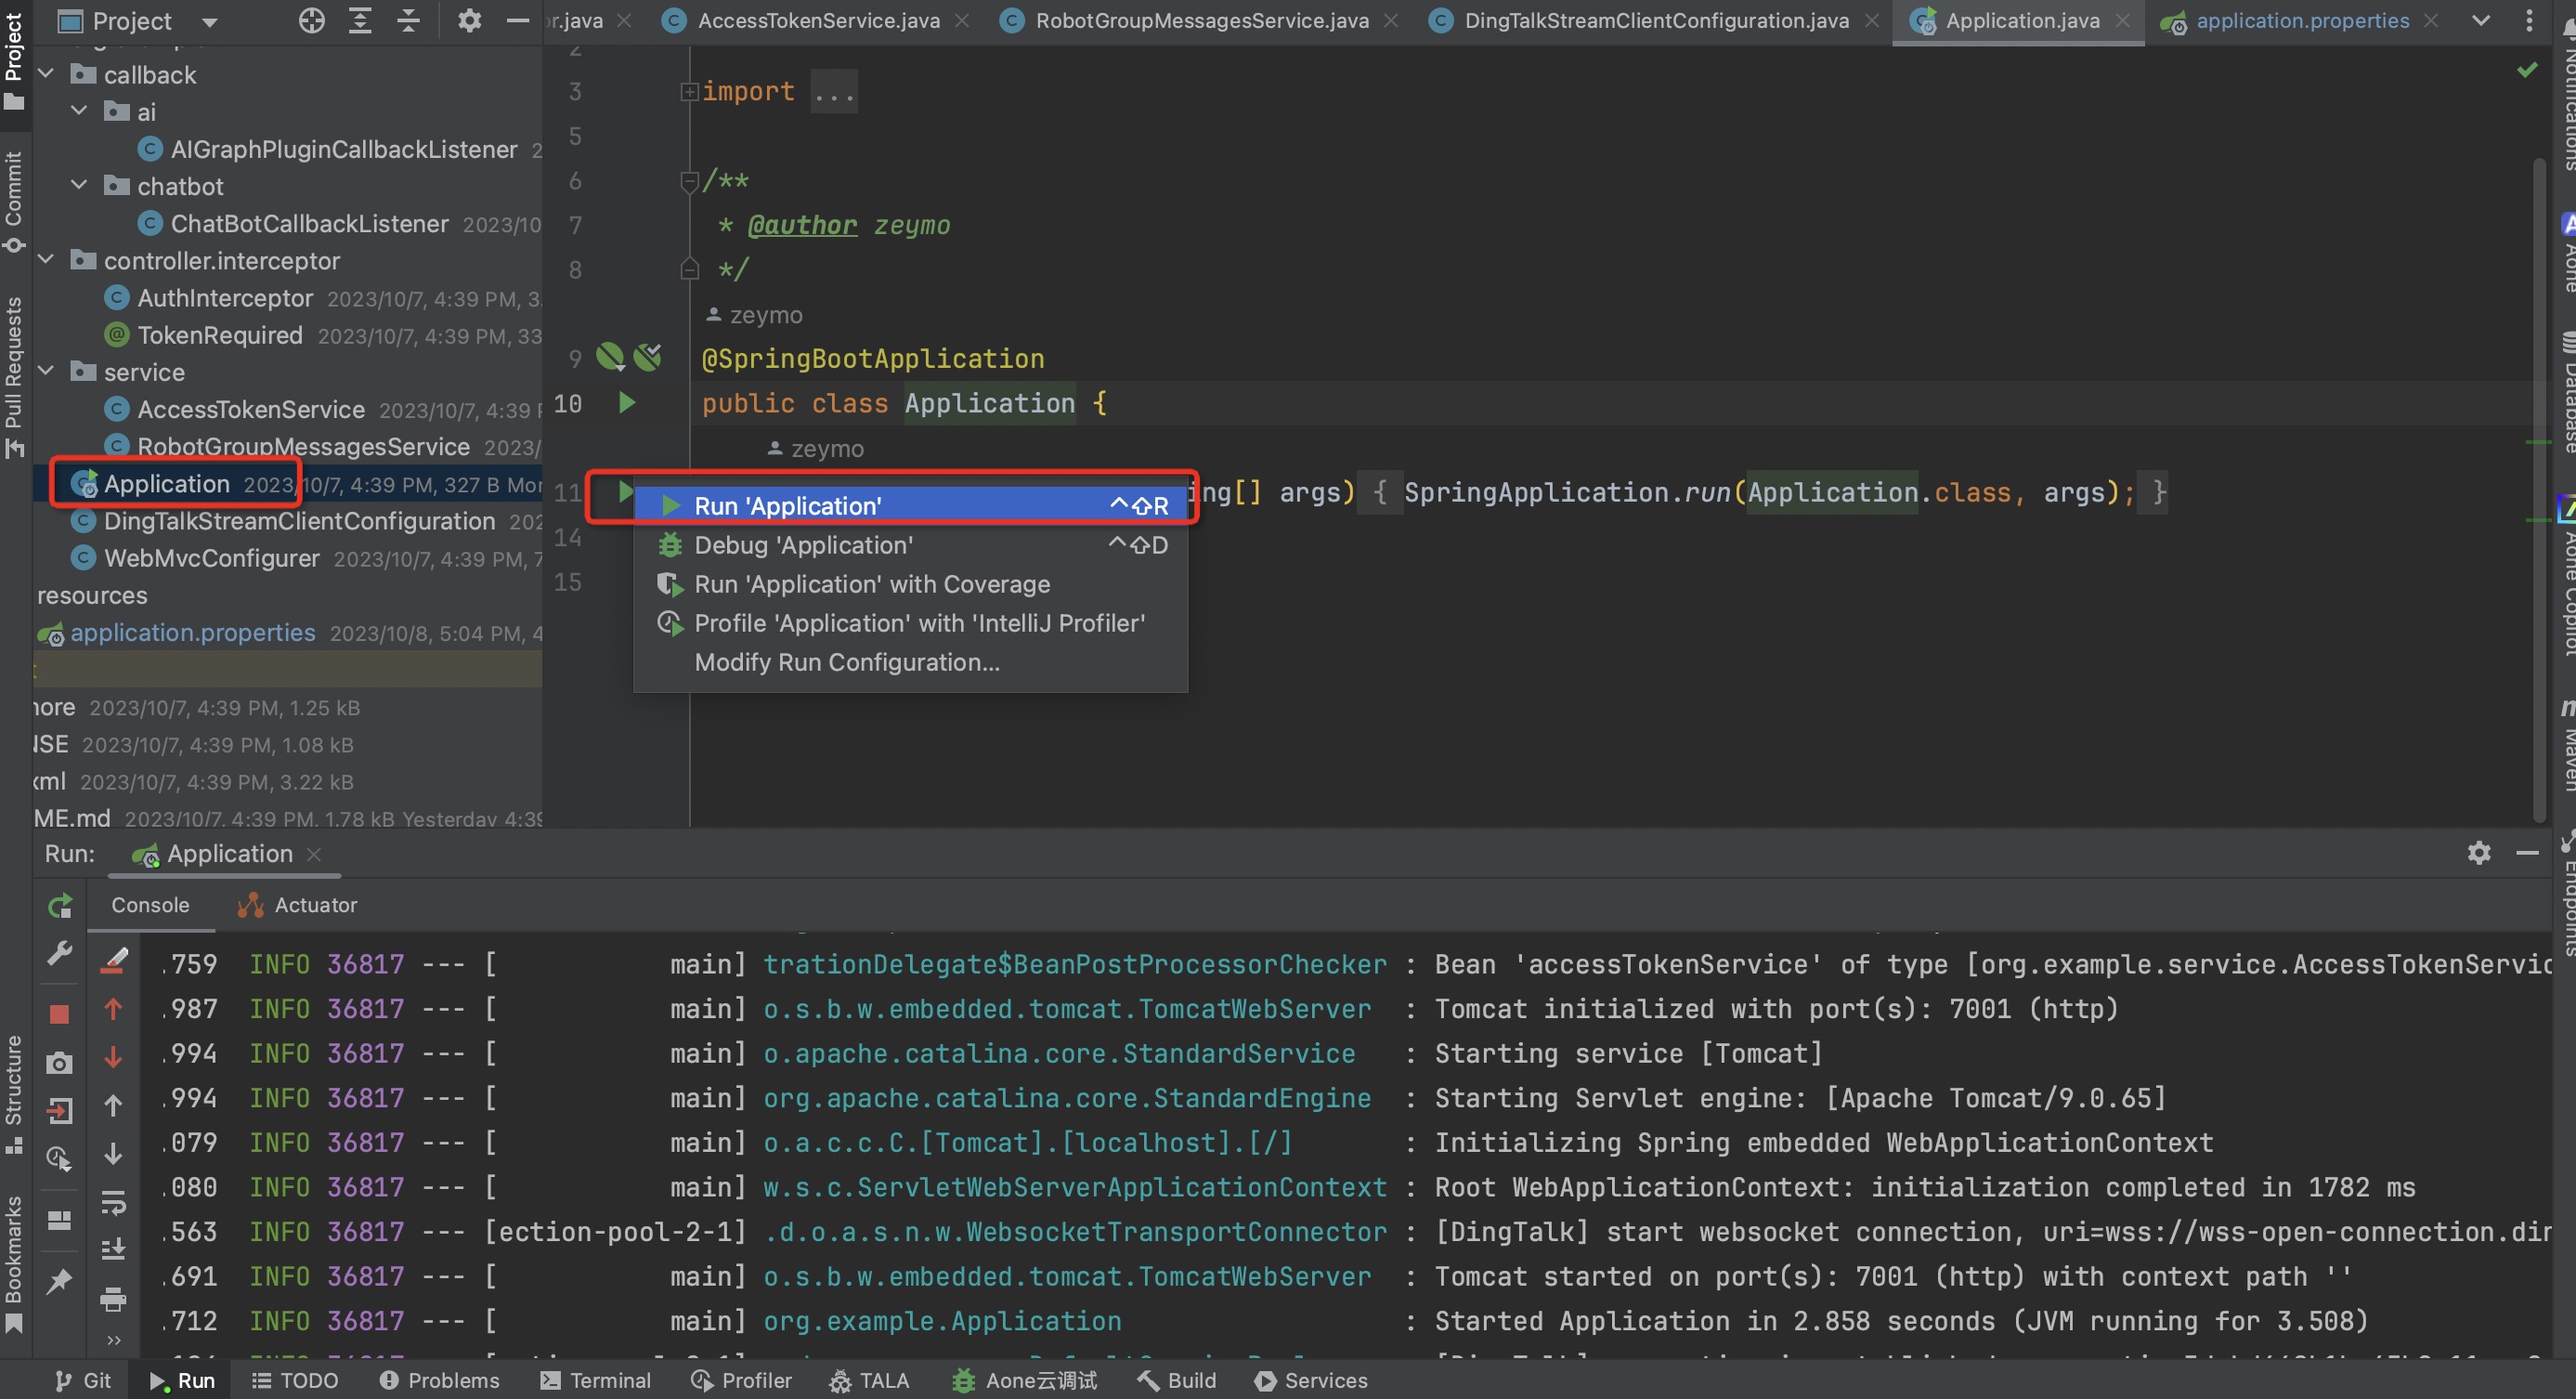 Project
r.java
AccessTokenService.java
RobotGroupMessagesService.java
DingTalkStreamClientConfiguration.java
Application.java
application.properties
Project
Commit
Pull Requests
Structure
Bookmarks
callback
ai
AIGraphPluginCallbackListener 2
chatbot
ChatBotCallbackListener 2023/10
controller.interceptor
AuthInterceptor 2023/10/7, 4:39 PM, 3
TokenRequired 2023/10/7, 4:39 PM, 33
service
AccessTokenService 2023/10/7, 4:39
RobotGroupMessagesService 2023/
Application 2023/10/7, 4:39 PM, 327 B Mor
DingTalkStreamClientConfiguration 202
WebMvcConfigurer 2023/10/7, 4:39 PM, 7
resources
application.properties 2023/10/8, 5:04 PM, 4
nore 2023/10/7, 4:39 PM, 1.25 kB
NSE 2023/10/7, 4:39 PM, 1.08 kB
xml 2023/10/7, 4:39 PM, 3.22 kB
ME.md 2023/10/7, 4:39 PM, 1.78 kB Yesterday 4:39
2
3 import ...
5
6 /**
7 * @author zeymo
8 */
zeymo
9 @SpringBootApplication
10 public class Application {
zeymo
11 ing[] args) { SpringApplication.run(Application.class, args); }
14
15
Run 'Application' ^⇧R
Debug 'Application' ^⇧D
Run 'Application' with Coverage
Profile 'Application' with 'IntelliJ Profiler'
Modify Run Configuration...
Notifications
Aone
Database
Aone Copilot
Maven
Endpoints
Run: Application
Console Actuator
.759 INFO 36817 --- [ main] trationDelegate$BeanPostProcessorChecker : Bean 'accessTokenService' of type [org.example.service.AccessTokenServic
.987 INFO 36817 --- [ main] o.s.b.w.embedded.tomcat.TomcatWebServer : Tomcat initialized with port(s): 7001 (http)
.994 INFO 36817 --- [ main] o.apache.catalina.core.StandardService : Starting service [Tomcat]
.994 INFO 36817 --- [ main] org.apache.catalina.core.StandardEngine : Starting Servlet engine: [Apache Tomcat/9.0.65]
.079 INFO 36817 --- [ main] o.a.c.c.C.[Tomcat].[localhost].[/] : Initializing Spring embedded WebApplicationContext
.080 INFO 36817 --- [ main] w.s.c.ServletWebServerApplicationContext : Root WebApplicationContext: initialization completed in 1782 ms
.563 INFO 36817 --- [ection-pool-2-1] .d.o.a.s.n.w.WebsocketTransportConnector : [DingTalk] start websocket connection, uri=wss://wss-open-connection.din
.691 INFO 36817 --- [ main] o.s.b.w.embedded.tomcat.TomcatWebServer : Tomcat started on port(s): 7001 (http) with context path ''
.712 INFO 36817 --- [ main] org.example.Application : Started Application in 2.858 seconds (JVM running for 3.508)
Git Run TODO Problems Terminal Profiler TALA Aone云调试 Build Services